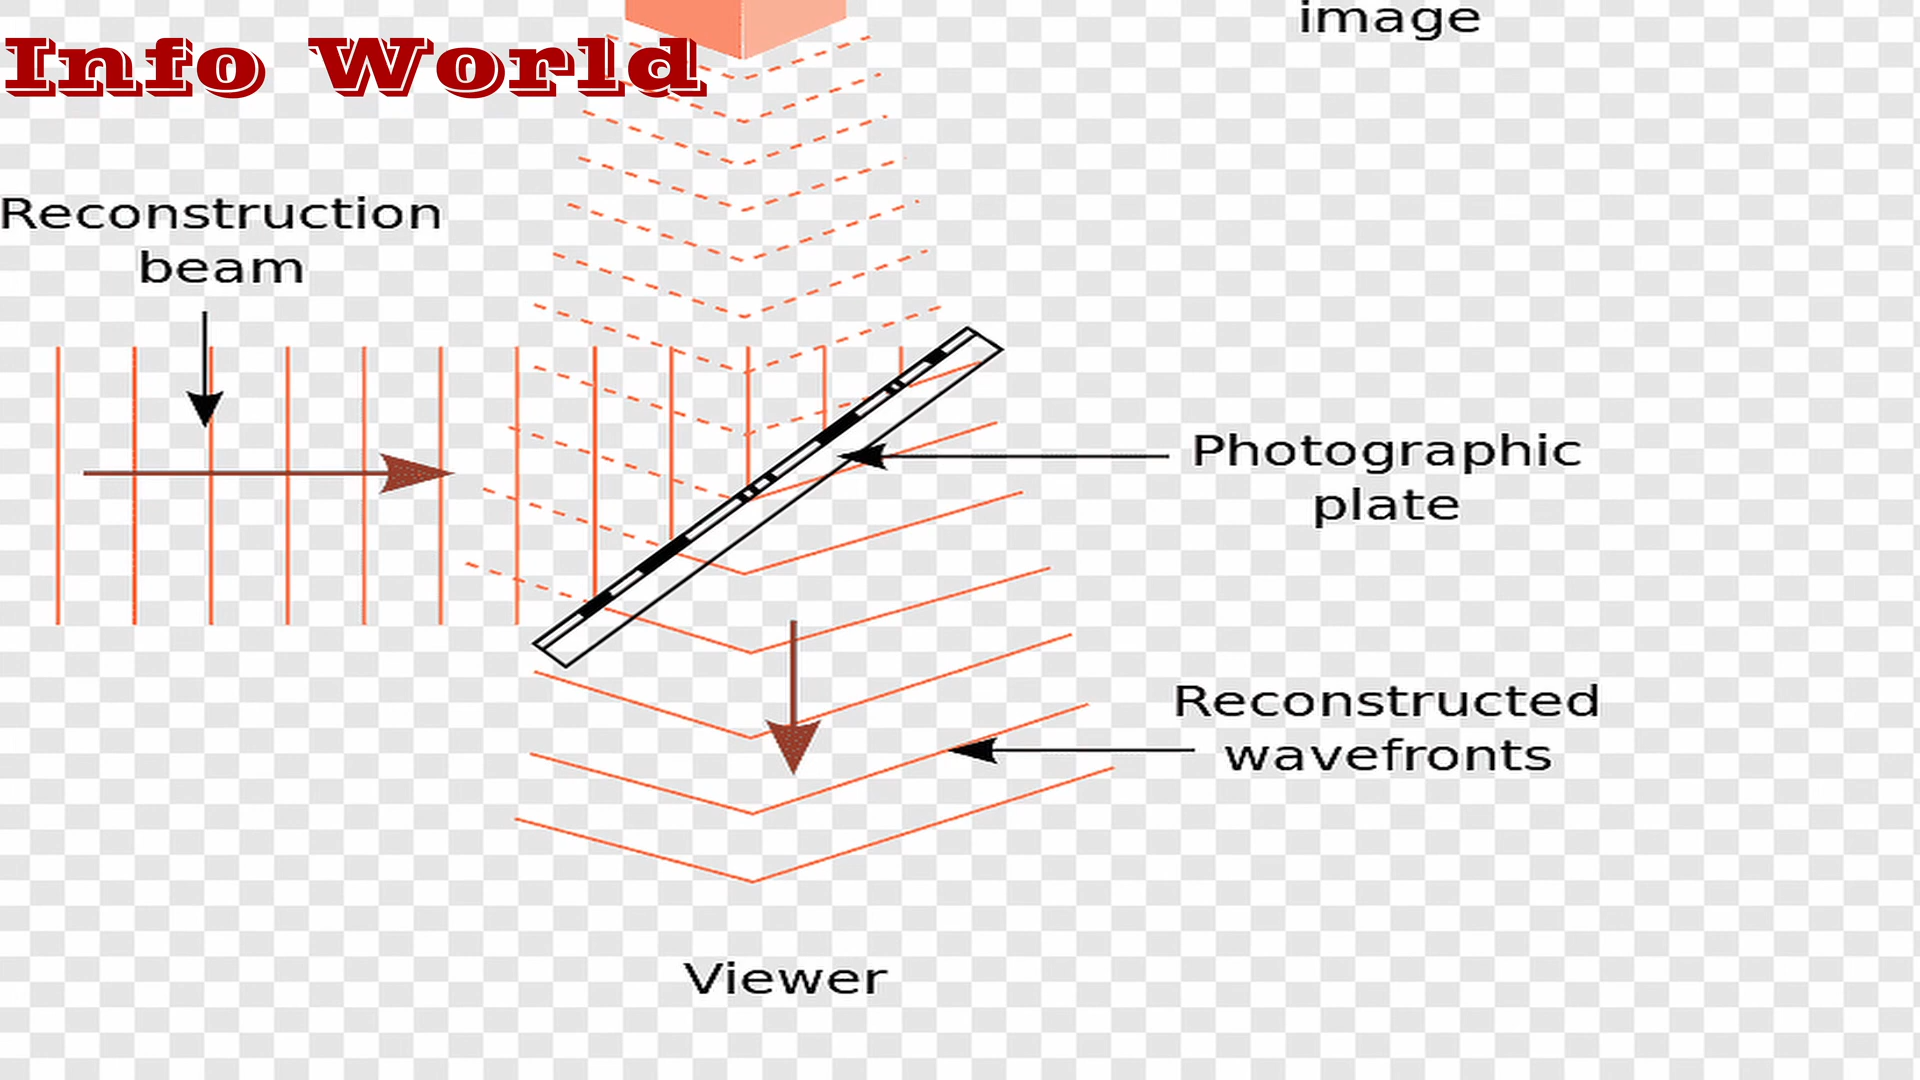 image
Info World
Reconstruction
beam
Photographic
plate
Reconstructed
wavefronts
Viewer